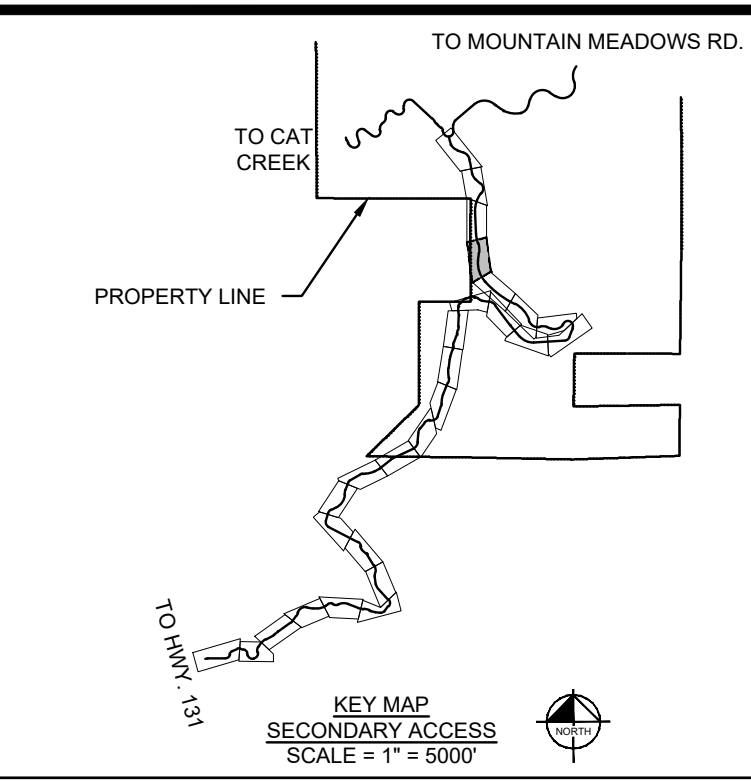 TO MOUNTAIN MEADOWS RD.
TO CAT
CREEK
PROPERTY LINE
TO HWY. 131
KEY MAP
SECONDARY ACCESS
SCALE = 1" = 5000'
NORTH